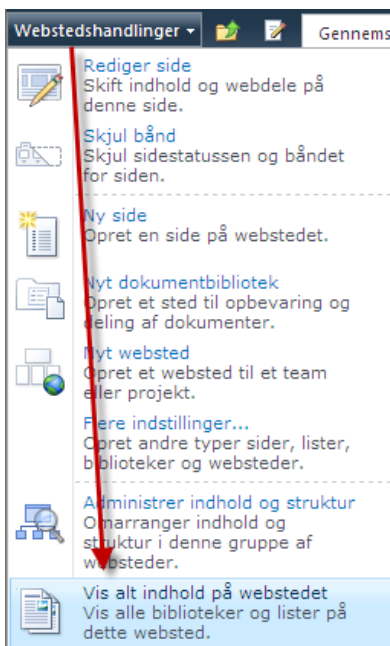 Webstedshandlinger
Gennems
Rediger side
Skift indhold og webdele på
denne side.
Skjul bånd
Skjul sidestatussen og båndet
for siden.
Ny side
Opret en side på webstedet.
Nyt dokumentbibliotek
Opret et sted til opbevaring og
deling af dokumenter.
Nyt websted
Opret et websted til et team
eller projekt.
Flere indstillinger...
Opret andre typer sider, lister,
biblioteker og websteder.
Administrer indhold og struktur
Omarranger indhold og
struktur i denne gruppe af
websteder.
Vis alt indhold på webstedet
Vis alle biblioteker og lister på
dette websted.